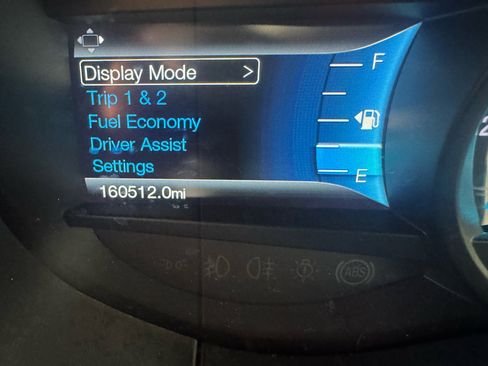 Display Mode >
F
Trip 1 & 2
Fuel Economy
Driver Assist
Settings
E
160512.0mi
ABS